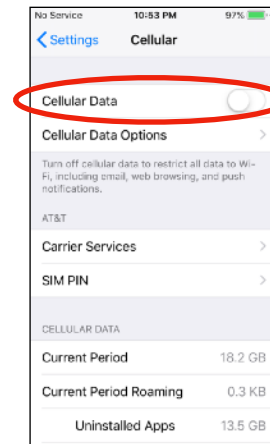 No Service 10:53 PM 97%
Settings Cellular
Cellular Data
Cellular Data Options
Turn off cellular data to restrict all data to Wi-
Fi, including email, web browsing, and push
notifications.
AT&T
Carrier Services
SIM PIN
CELLULAR DATA
Current Period 18.2 GB
Current Period Roaming 0.3 KB
Uninstalled Apps 13.5 GB